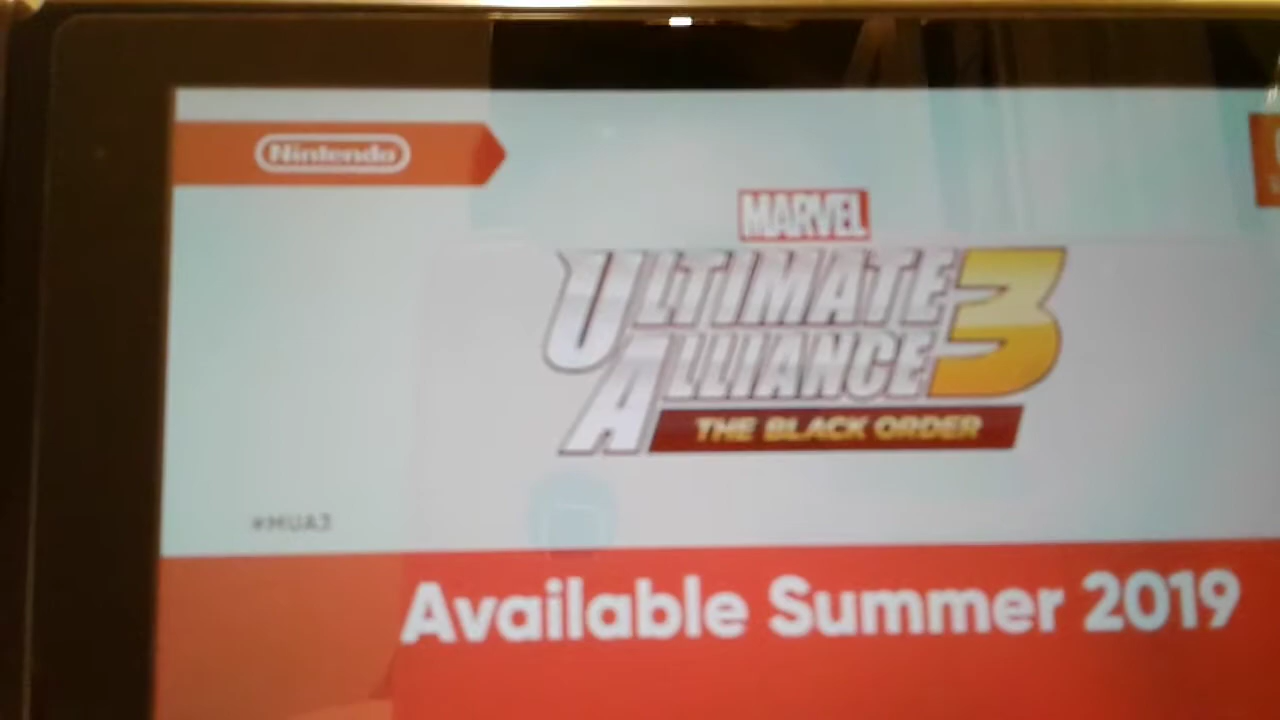 Nintendo
MARVEL
ULTIMATE
ALLIANCE 3
THE BLACK ORDER
#MUA3
Available Summer 2019